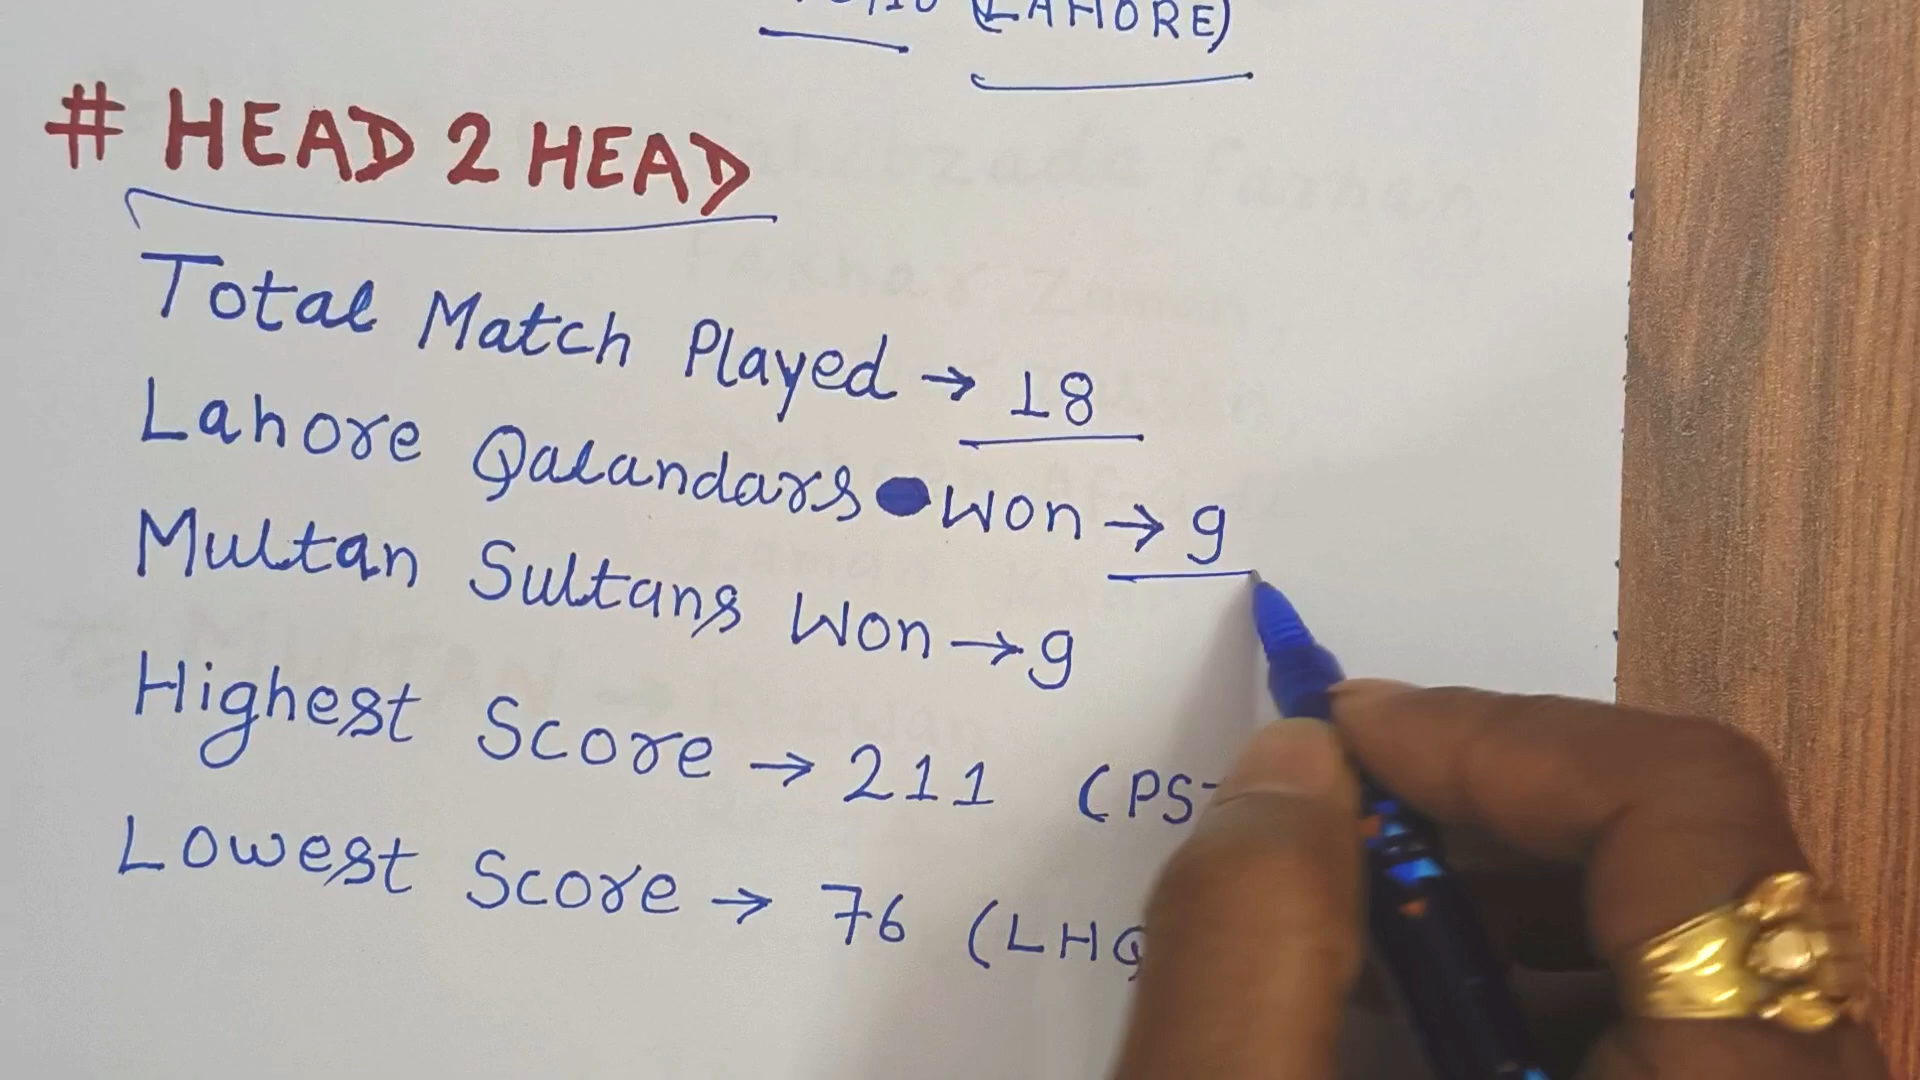 (LAHORE)
# HEAD 2 HEAD
Total Match Played → 18
Lahore Qalandars won → 9
Multan Sultans Won → 9
Highest Score → 211 (PS
Lowest Score → 76 (LHQ